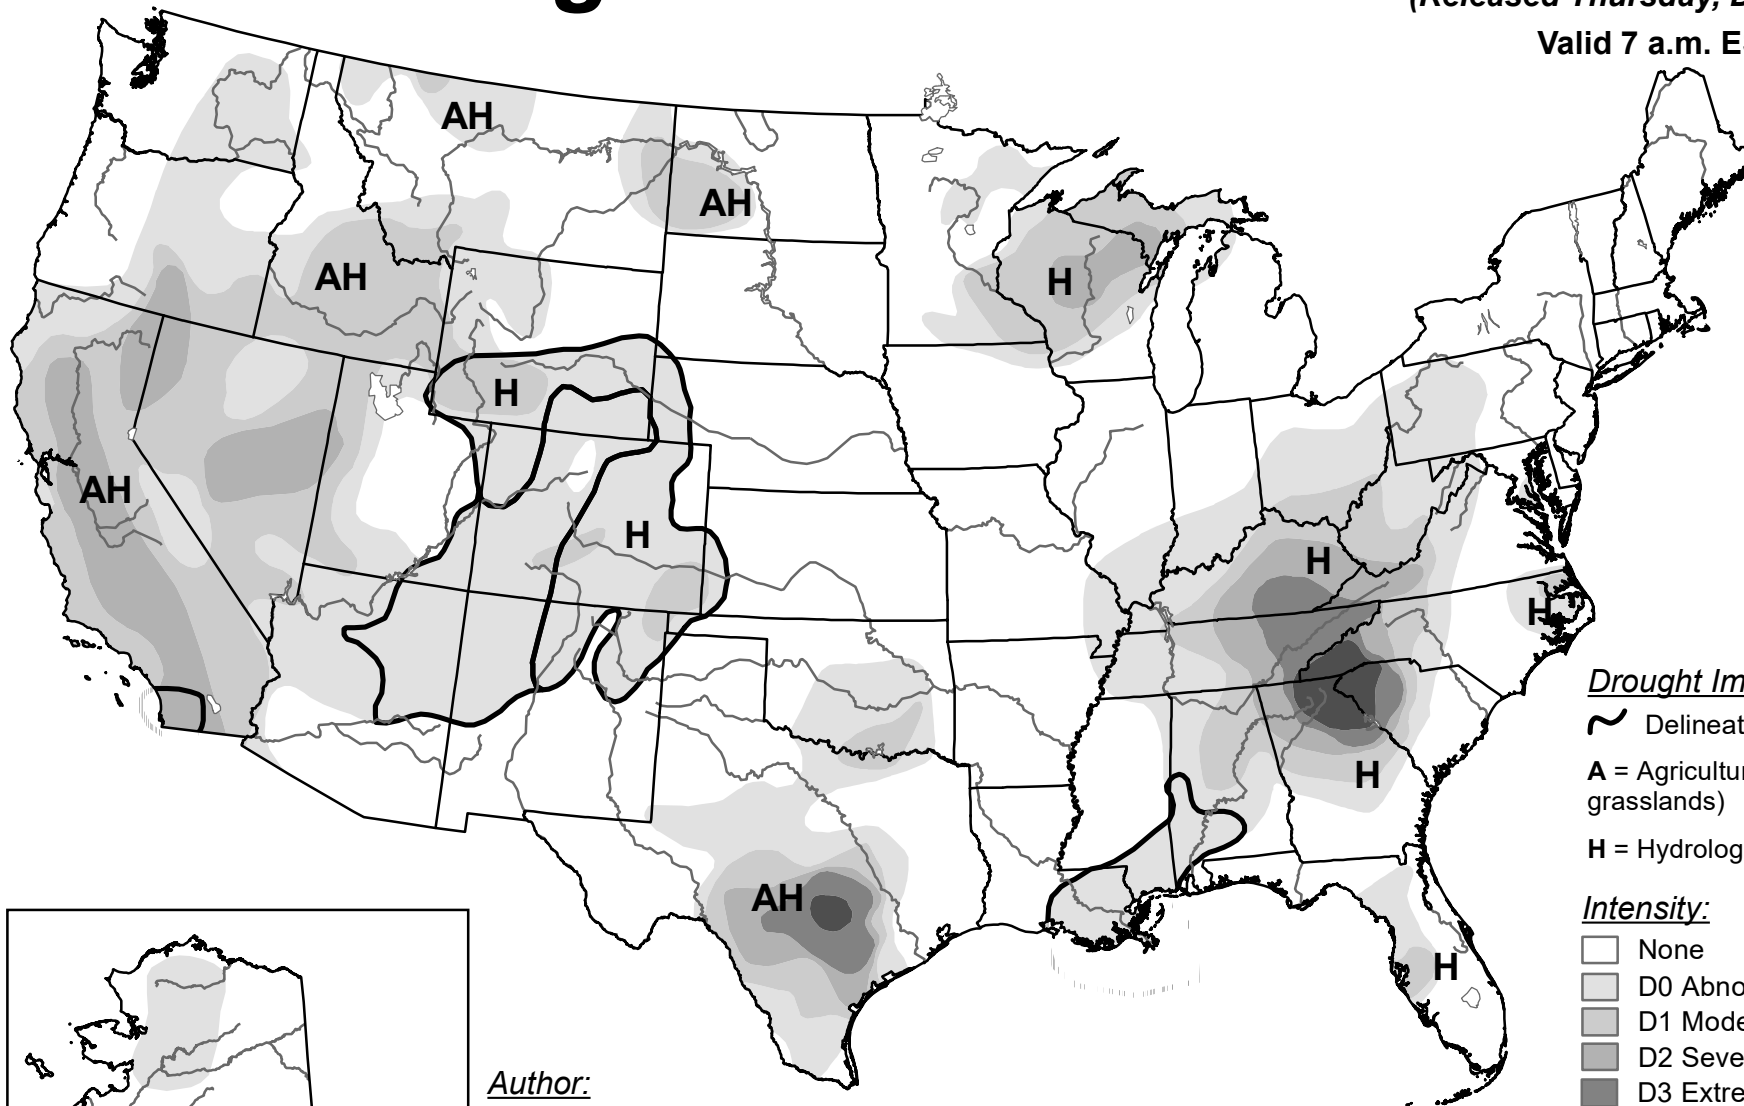 g
(Released Thursday, D
Valid 7 a.m. E
AH
AH
AH
H
H
AH
H
H
H
H
AH
H
Drought Im
Delineat
A = Agricultur
grasslands)
H = Hydrolog
Intensity:
None
D0 Abno
D1 Mode
D2 Seve
D3 Extre
Author: